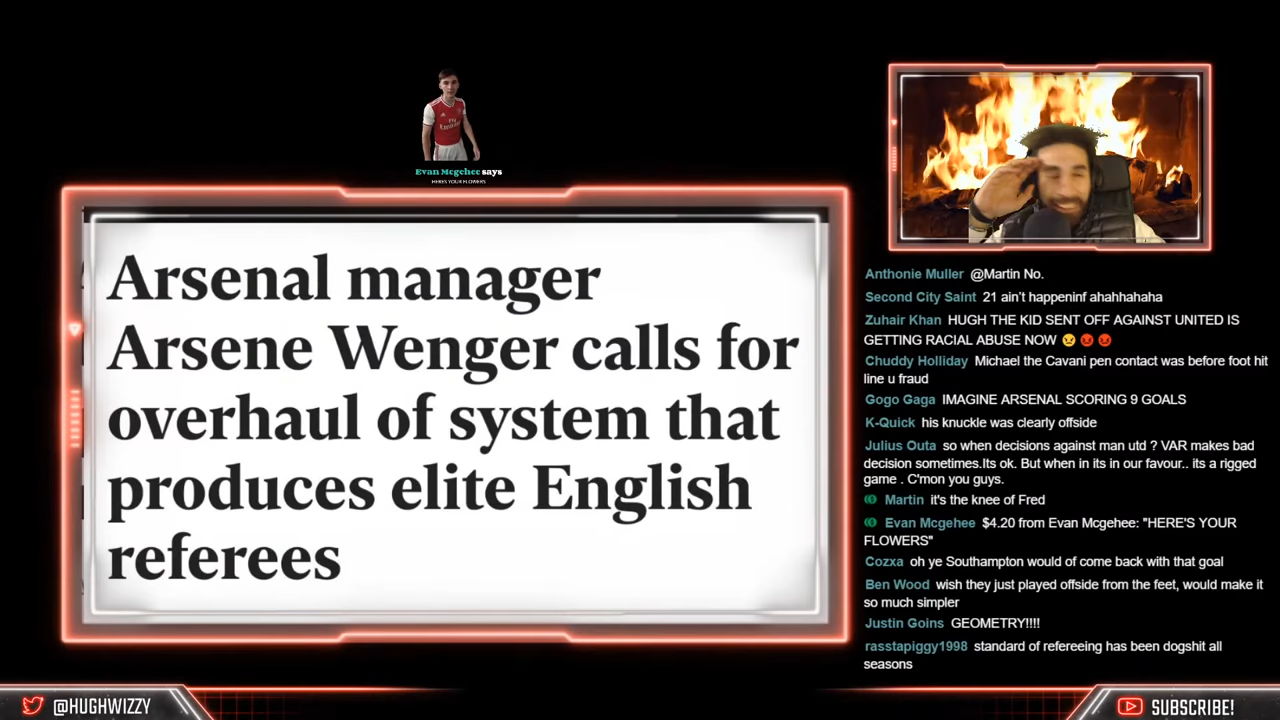 Evan Mcgehee says
HERE'S YOUR FLOWERS
Arsenal manager
Arsene Wenger calls for
overhaul of system that
produces elite English
referees
Anthonie Muller @Martin No.
Second City Saint 21 ain't happeninf ahahhahaha
Zuhair Khan HUGH THE KID SENT OFF AGAINST UNITED IS
GETTING RACIAL ABUSE NOW 😢 😡 😡
Chuddy Holliday Michael the Cavani pen contact was before foot hit
line u fraud
Gogo Gaga IMAGINE ARSENAL SCORING 9 GOALS
K-Quick his knuckle was clearly offside
Julius Outa so when decisions against man utd ? VAR makes bad
decision sometimes.Its ok. But when in its in our favour.. its a rigged
game . C'mon you guys.
Martin it's the knee of Fred
Evan Mcgehee $4.20 from Evan Mcgehee: "HERE'S YOUR
FLOWERS"
Cozxa oh ye Southampton would of come back with that goal
Ben Wood wish they just played offside from the feet, would make it
so much simpler
Justin Goins GEOMETRY!!!!
rasstapiggy1998 standard of refereeing has been dogshit all
seasons
@HUGHWIZZY
SUBSCRIBE!